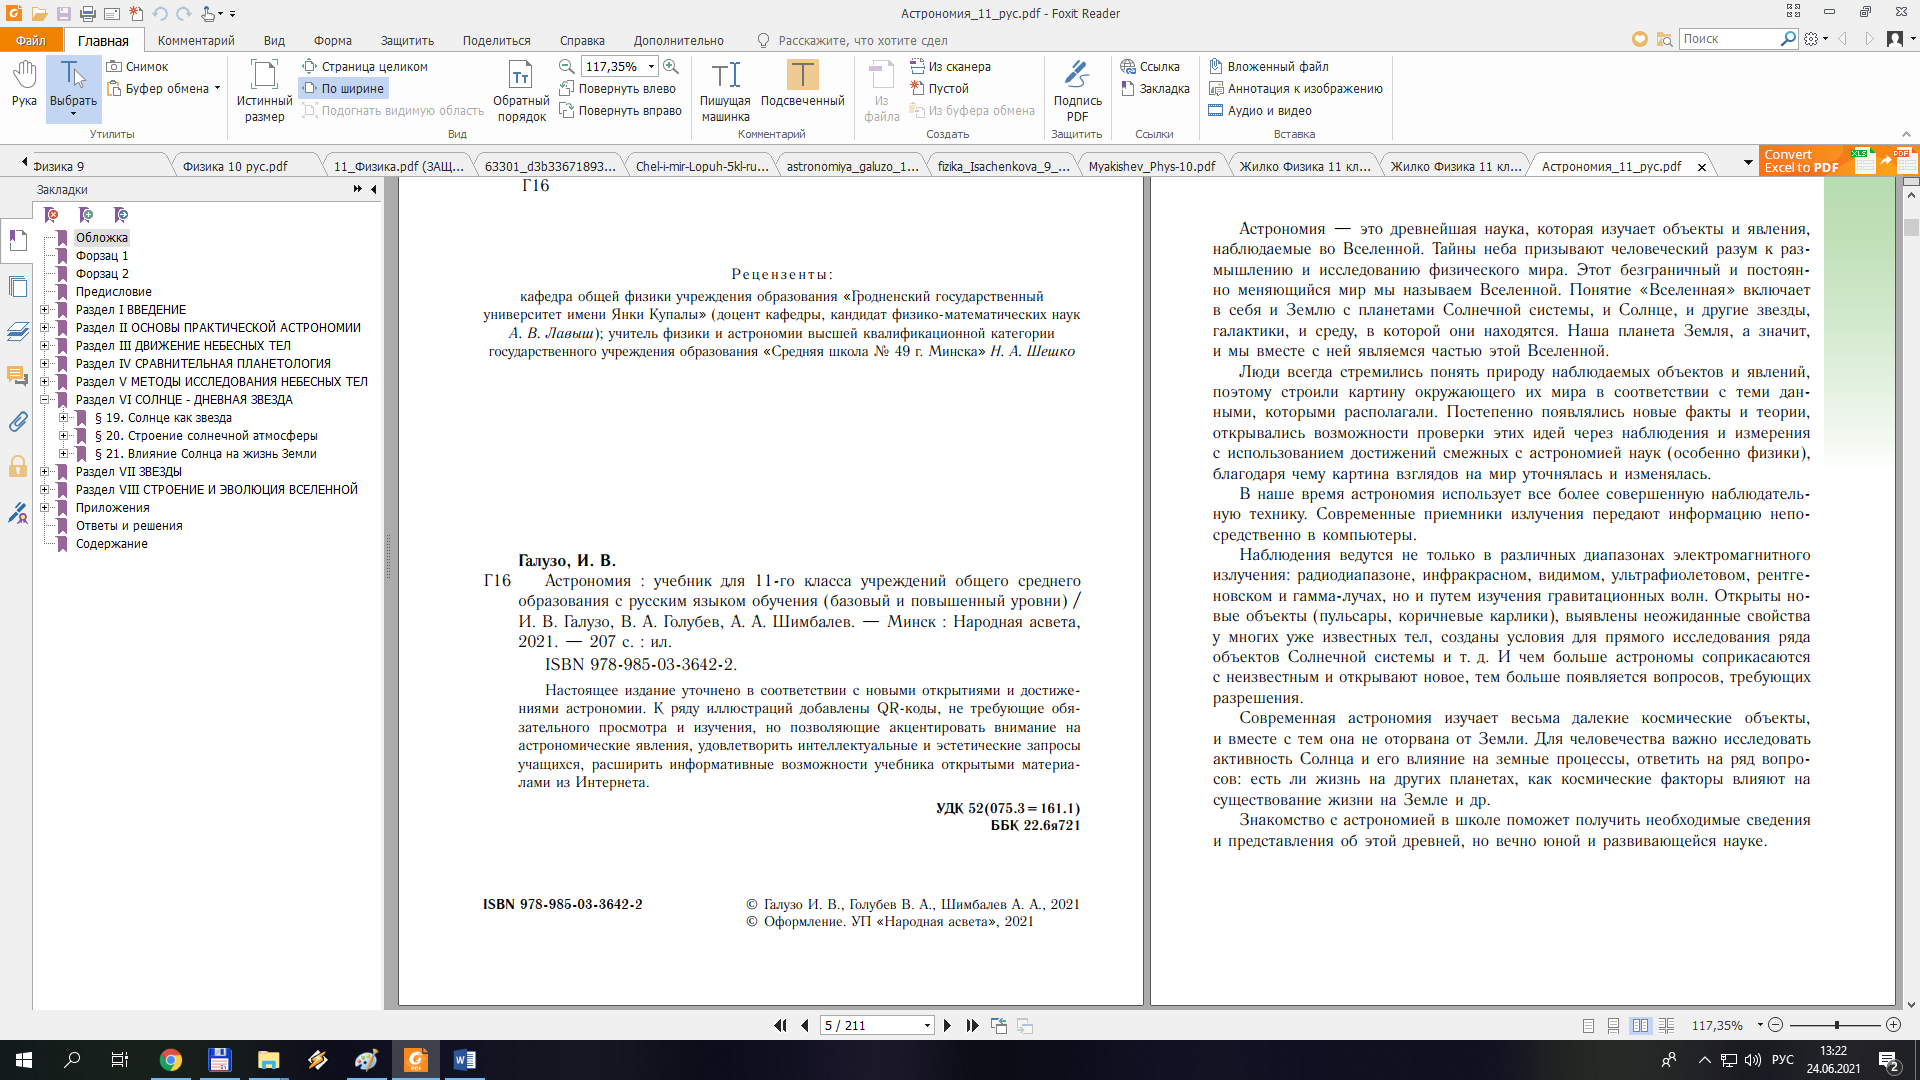 Астрономия_11_рус.pdf - Foxit Reader
Файл
Главная
Комментарий
Вид
Форма
Защитить
Поделиться
Справка
Дополнительно
Расскажите, что хотите сдел
Поиск
Рука
Выбрать
Снимок
Буфер обмена
Утилиты
Истинный размер
Страница целиком
По ширине
Подогнать видимую область
Обратный порядок
117,35%
Повернуть влево
Повернуть вправо
Вид
Пишущая машинка
Подсвеченный
Комментарий
Из файла
Из сканера
Пустой
Из буфера обмена
Создать
Подпись PDF
Защитить
Ссылка
Закладка
Ссылки
Вложенный файл
Аннотация к изображению
Аудио и видео
Вставка
Физика 9
Физика 10 рус.pdf
11_Физика.pdf (ЗАЩ...
63301_d3b33671893...
Chel-i-mir-Lopuh-5kl-ru...
astronomiya_galuzo_1...
fizika_Isachenkova_9_...
Myakishev_Phys-10.pdf
Жилко Физика 11 кл...
Жилко Физика 11 кл...
Астрономия_11_рус.pdf
Convert
Excel to PDF
XLS
PDF
Закладки
Обложка
Форзац 1
Форзац 2
Предисловие
Раздел I ВВЕДЕНИЕ
Раздел II ОСНОВЫ ПРАКТИЧЕСКОЙ АСТРОНОМИИ
Раздел III ДВИЖЕНИЕ НЕБЕСНЫХ ТЕЛ
Раздел IV СРАВНИТЕЛЬНАЯ ПЛАНЕТОЛОГИЯ
Раздел V МЕТОДЫ ИССЛЕДОВАНИЯ НЕБЕСНЫХ ТЕЛ
Раздел VI СОЛНЦЕ - ДНЕВНАЯ ЗВЕЗДА
§ 19. Солнце как звезда
§ 20. Строение солнечной атмосферы
§ 21. Влияние Солнца на жизнь Земли
Раздел VII ЗВЕЗДЫ
Раздел VIII СТРОЕНИЕ И ЭВОЛЮЦИЯ ВСЕЛЕННОЙ
Приложения
Ответы и решения
Содержание
Г16
Рецензенты:
кафедра общей физики учреждения образования «Гродненский государственный
университет имени Янки Купалы» (доцент кафедры, кандидат физико-математических наук
А. В. Лавыш); учитель физики и астрономии высшей квалификационной категории
государственного учреждения образования «Средняя школа № 49 г. Минска» Н. А. Шешко
Галузо, И. В.
Г16 Астрономия : учебник для 11-го класса учреждений общего среднего
образования с русским языком обучения (базовый и повышенный уровни) /
И. В. Галузо, В. А. Голубев, А. А. Шимбалев. — Минск : Народная асвета,
2021. — 207 с. : ил.
ISBN 978-985-03-3642-2.
Настоящее издание уточнено в соответствии с новыми открытиями и достиже-
ниями астрономии. К ряду иллюстраций добавлены QR-коды, не требующие обя-
зательного просмотра и изучения, но позволяющие акцентировать внимание на
астрономические явления, удовлетворить интеллектуальные и эстетические запросы
учащихся, расширить информативные возможности учебника открытыми материа-
лами из Интернета.
УДК 52(075.3=161.1)
ББК 22.6я721
ISBN 978-985-03-3642-2
© Галузо И. В., Голубев В. А., Шимбалев А. А., 2021
© Оформление. УП «Народная асвета», 2021
Астрономия — это древнейшая наука, которая изучает объекты и явления,
наблюдаемые во Вселенной. Тайны неба призывают человеческий разум к раз-
мышлению и исследованию физического мира. Этот безграничный и постоян-
но меняющийся мир мы называем Вселенной. Понятие «Вселенная» включает
в себя и Землю с планетами Солнечной системы, и Солнце, и другие звезды,
галактики, и среду, в которой они находятся. Наша планета Земля, а значит,
и мы вместе с ней являемся частью этой Вселенной.
Люди всегда стремились понять природу наблюдаемых объектов и явлений,
поэтому строили картину окружающего их мира в соответствии с теми дан-
ными, которыми располагали. Постепенно появлялись новые факты и теории,
открывались возможности проверки этих идей через наблюдения и измерения
с использованием достижений смежных с астрономией наук (особенно физики),
благодаря чему картина взглядов на мир уточнялась и изменялась.
В наше время астрономия использует все более совершенную наблюдатель-
ную технику. Современные приемники излучения передают информацию непо-
средственно в компьютеры.
Наблюдения ведутся не только в различных диапазонах электромагнитного
излучения: радиодиапазоне, инфракрасном, видимом, ультрафиолетовом, рентге-
новском и гамма-лучах, но и путем изучения гравитационных волн. Открыты но-
вые объекты (пульсары, коричневые карлики), выявлены неожиданные свойства
у многих уже известных тел, созданы условия для прямого исследования ряда
объектов Солнечной системы и т. д. И чем больше астрономы соприкасаются
с неизвестным и открывают новое, тем больше появляется вопросов, требующих
разрешения.
Современная астрономия изучает весьма далекие космические объекты,
и вместе с тем она не оторвана от Земли. Для человечества важно исследовать
активность Солнца и его влияние на земные процессы, ответить на ряд вопро-
сов: есть ли жизнь на других планетах, как космические факторы влияют на
существование жизни на Земле и др.
Знакомство с астрономией в школе поможет получить необходимые сведения
и представления об этой древней, но вечно юной и развивающейся науке.
5 / 211
117,35%
РУС
13:22
24.06.2021
2